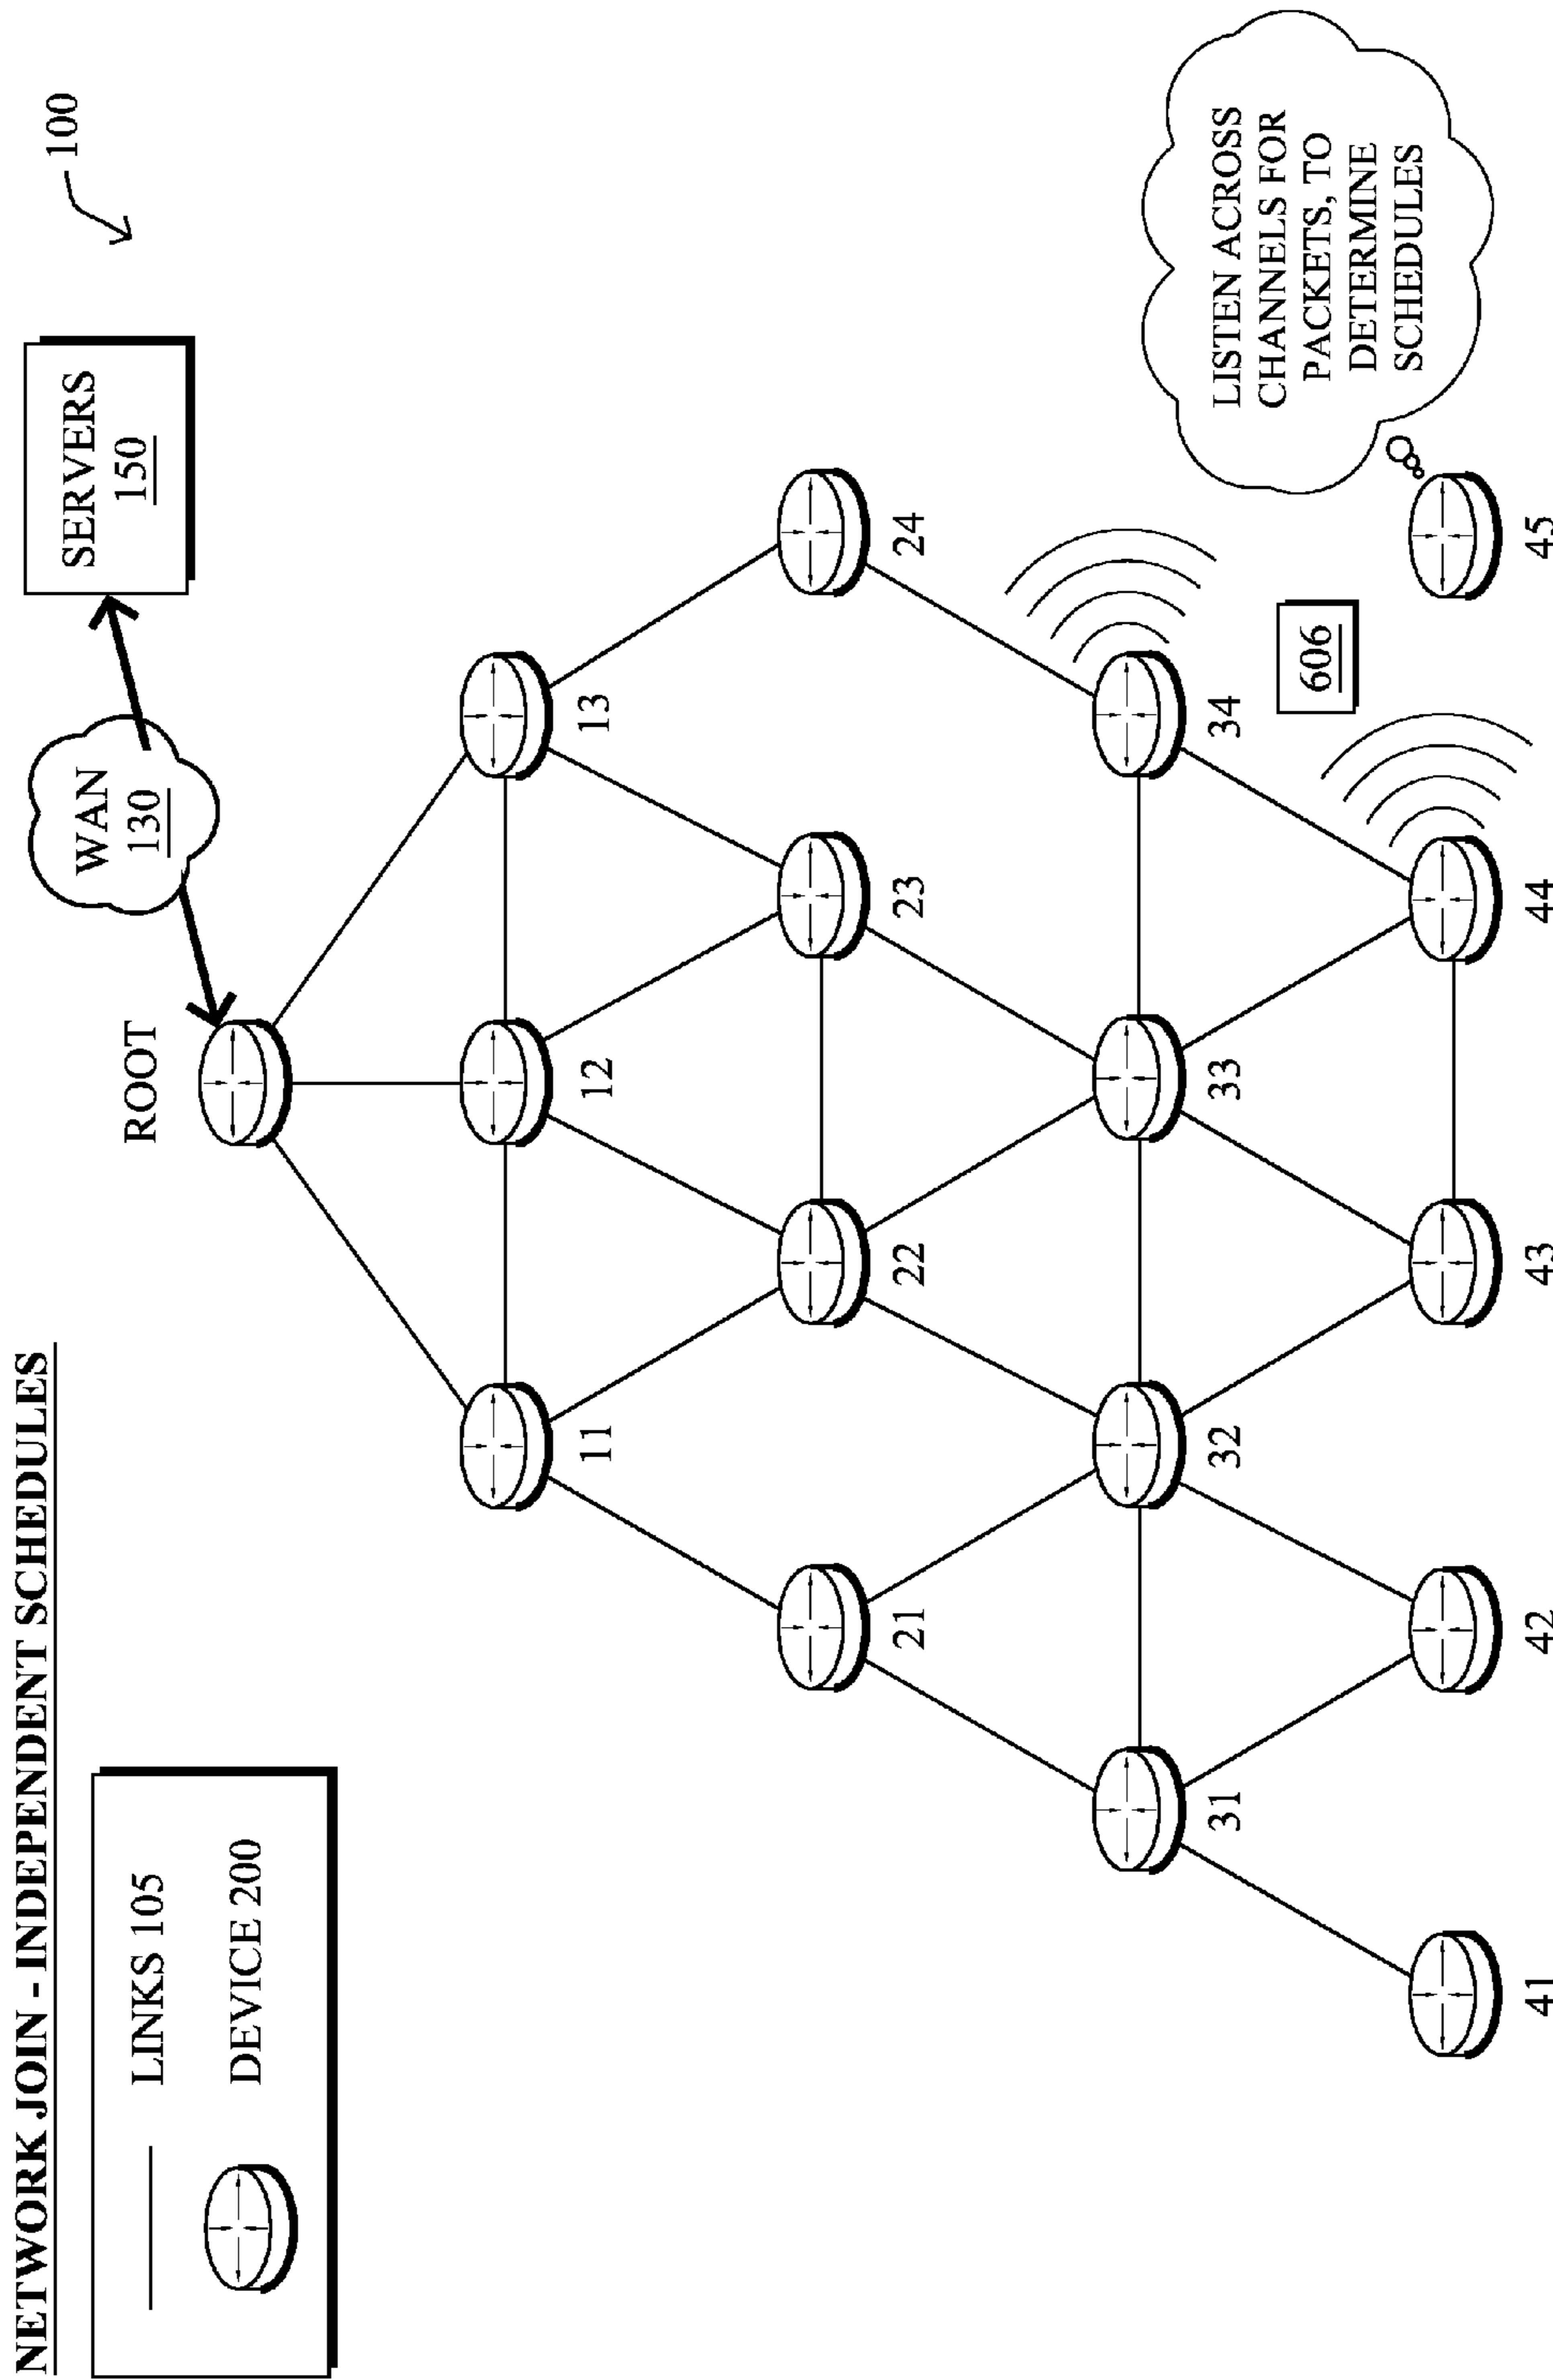 NETWORK JOIN - INDEPENDENT SCHEDULES
100
LINKS 105
DEVICE 200
WAN
130
SERVERS
150
ROOT
11
12
13
21
22
23
24
31
32
33
34
606
LISTEN ACROSS
CHANNELS FOR
PACKETS, TO
DETERMINE
SCHEDULES
41
42
43
44
45